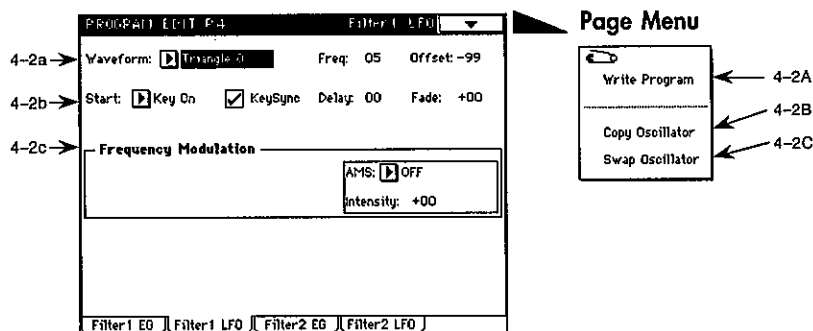 PROGRAM EDIT P4 Filter1 LFO
Page Menu
4-2a Waveform: Triangle 0 Freq: 05 Offset: -99
4-2b Start: Key On KeySync Delay: 00 Fade: +00
4-2c Frequency Modulation
AMS: OFF
Intensity: +00
Filter1 EG Filter1 LFO Filter2 EG Filter2 LFO
Write Program 4-2A
Copy Oscillator 4-2B
Swap Oscillator 4-2C